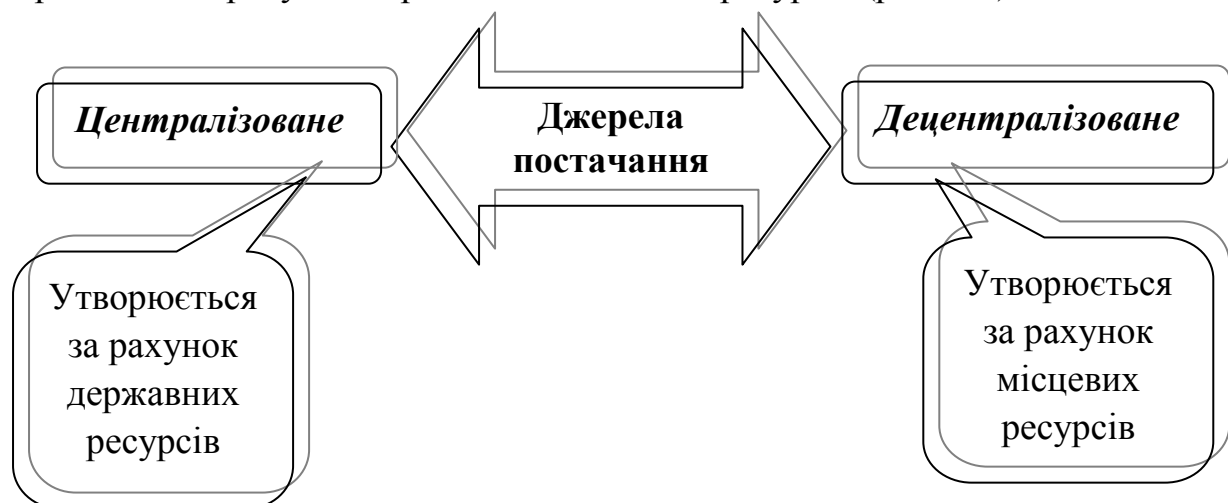 Централізоване
Джерела
постачання
Децентралізоване
Утворюється
за рахунок
державних
ресурсів
Утворюється
за рахунок
місцевих
ресурсів